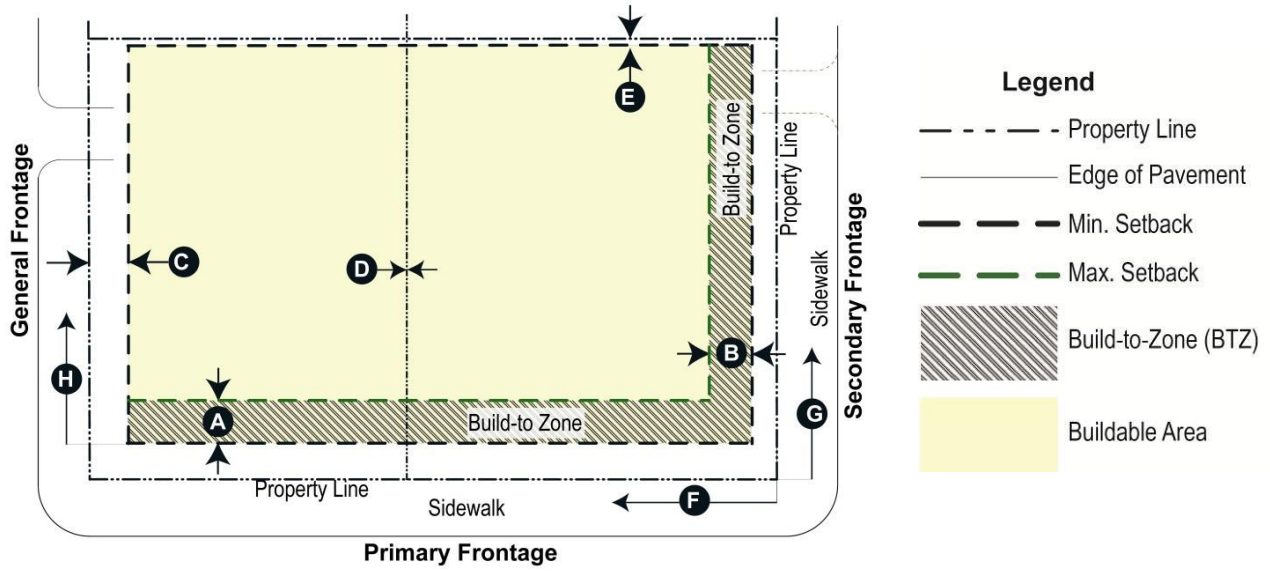 E
Build-to Zone
Property Line
General Frontage
C
D
Sidewalk
Secondary Frontage
B
H
A
Build-to Zone
G
Property Line
F
Sidewalk
Primary Frontage
Legend
Property Line
Edge of Pavement
Min. Setback
Max. Setback
Build-to-Zone (BTZ)
Buildable Area